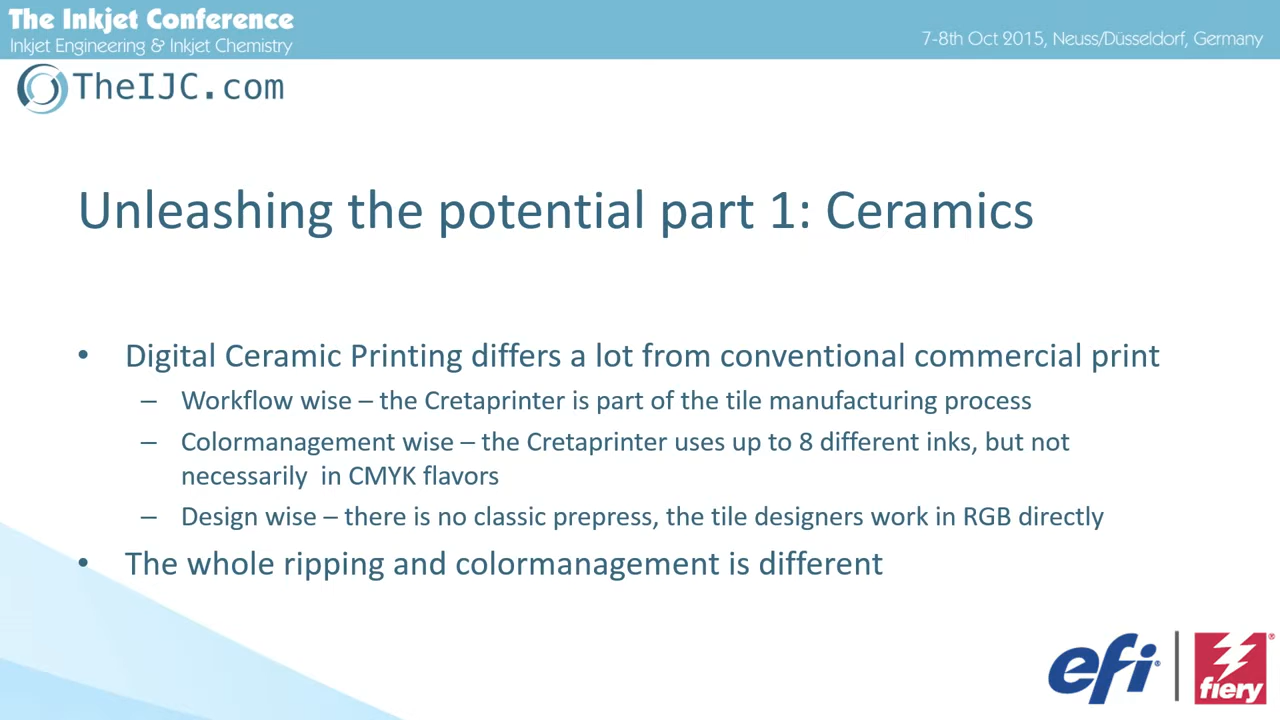 The Inkjet Conference
Inkjet Engineering & Inkjet Chemistry
7-8th Oct 2015, Neuss/Düsseldorf, Germany
TheIJC.com
Unleashing the potential part 1: Ceramics
• Digital Ceramic Printing differs a lot from conventional commercial print
– Workflow wise – the Cretaprinter is part of the tile manufacturing process
– Colormanagement wise – the Cretaprinter uses up to 8 different inks, but not
necessarily in CMYK flavors
– Design wise – there is no classic prepress, the tile designers work in RGB directly
• The whole ripping and colormanagement is different
efi®
fiery®